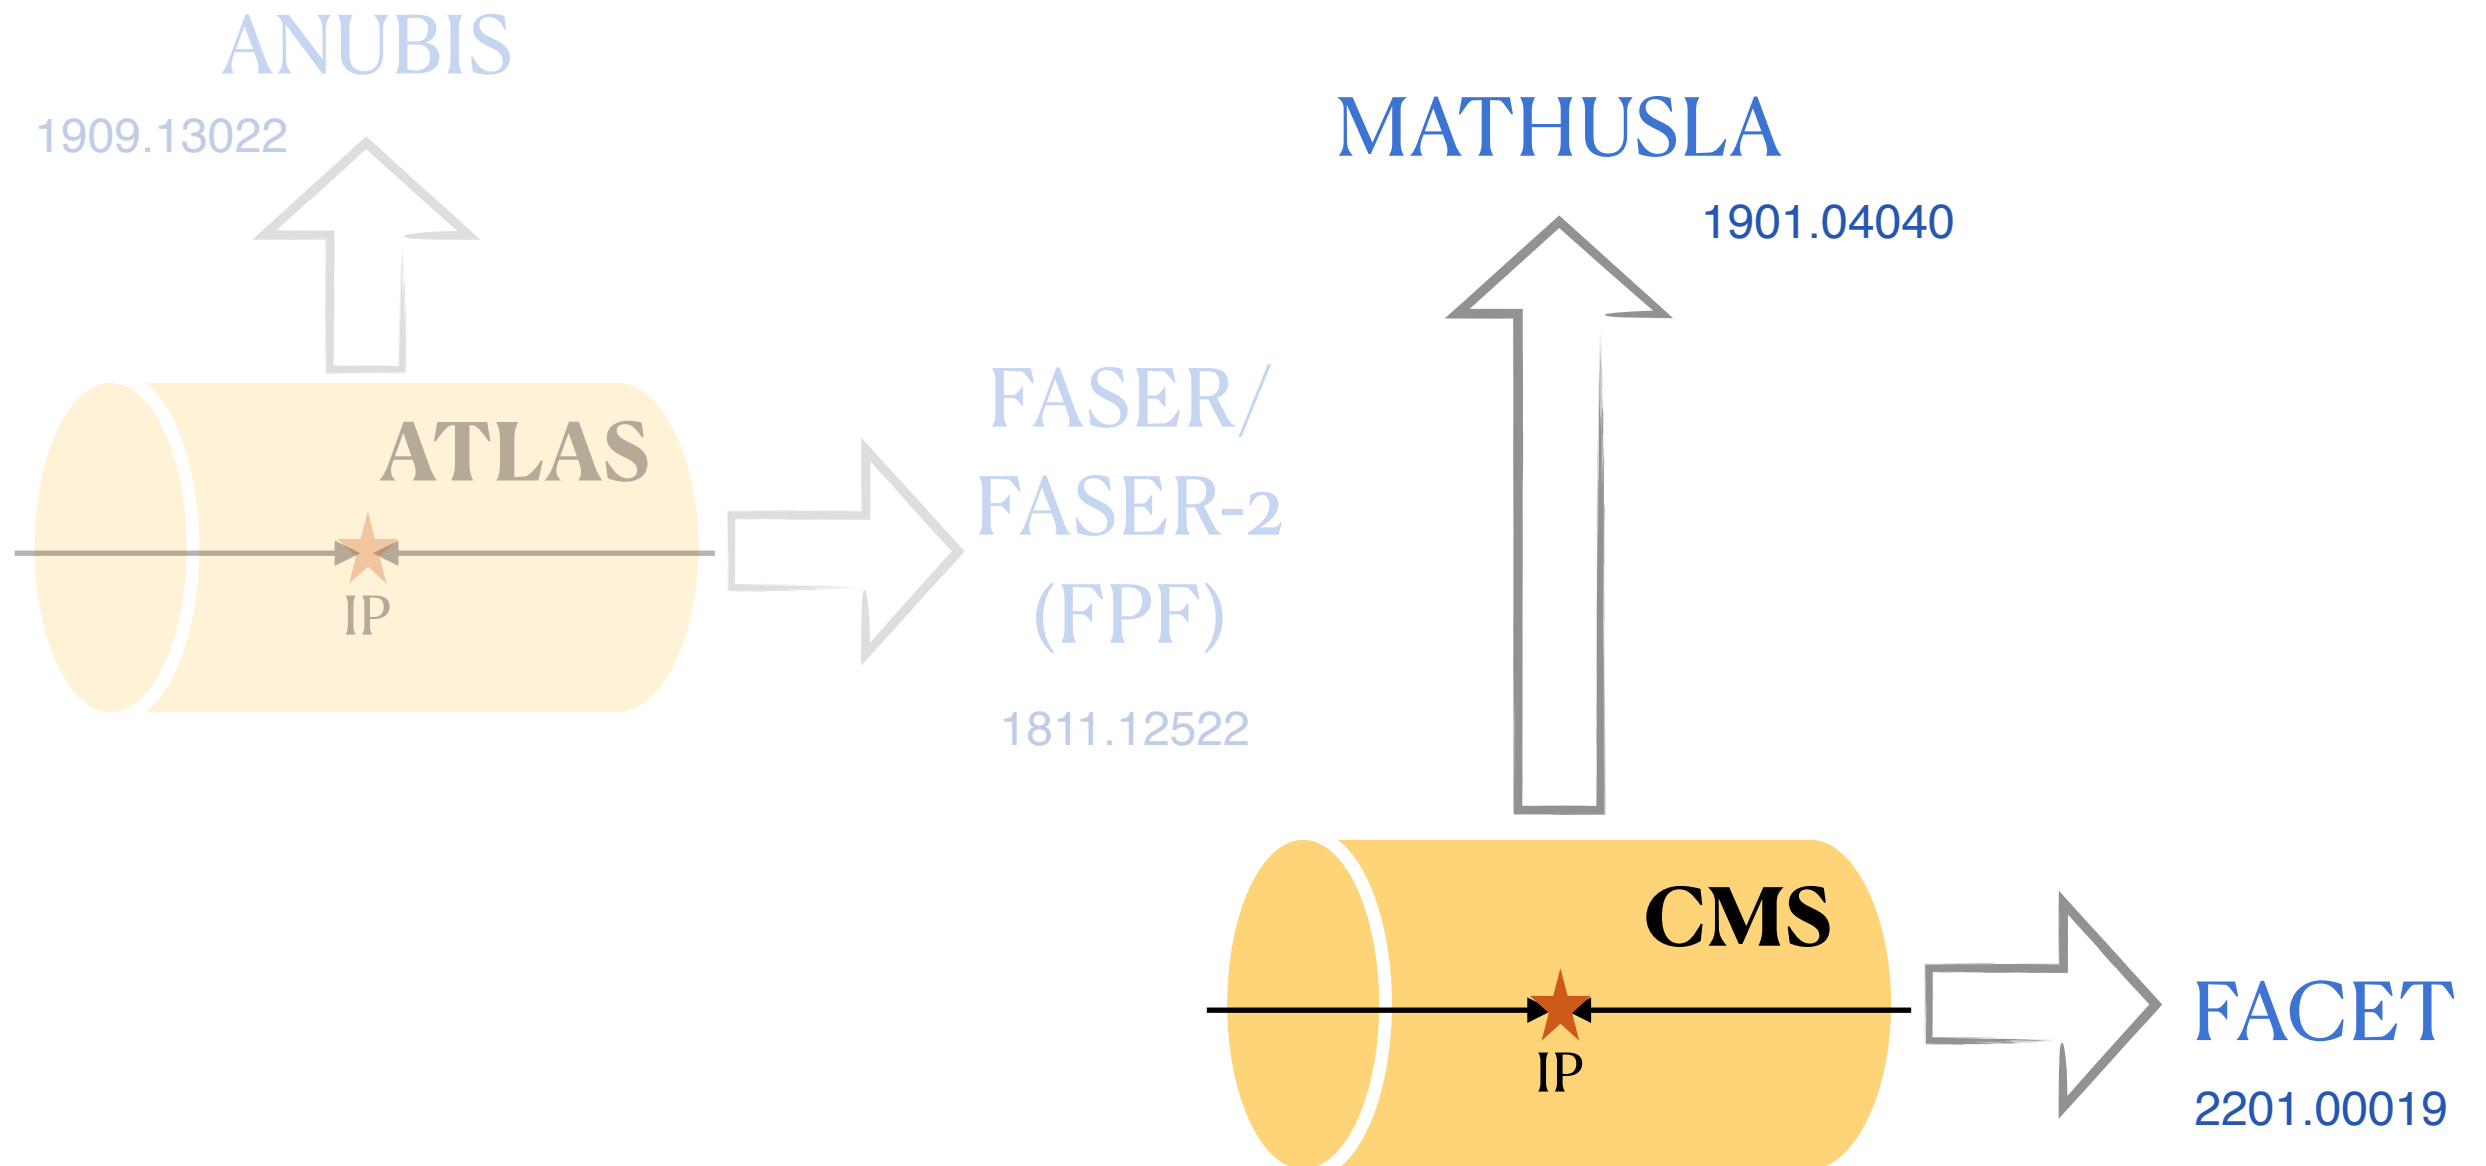 ANUBIS
1909.13022
ATLAS
IP
FASER/
FASER-2
(FPF)
1811.12522
MATHUSLA
1901.04040
CMS
IP
FACET
2201.00019